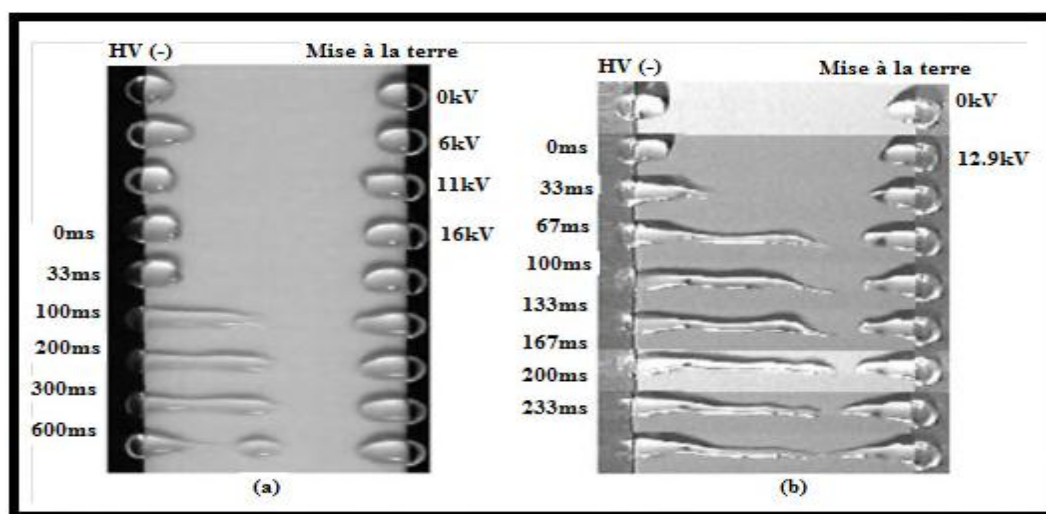 HV (-)
Mise à la terre
0kV
6kV
11kV
16kV
0ms
33ms
100ms
200ms
300ms
600ms
(a)
HV (-)
Mise à la terre
0kV
12.9kV
0ms
33ms
67ms
100ms
133ms
167ms
200ms
233ms
(b)